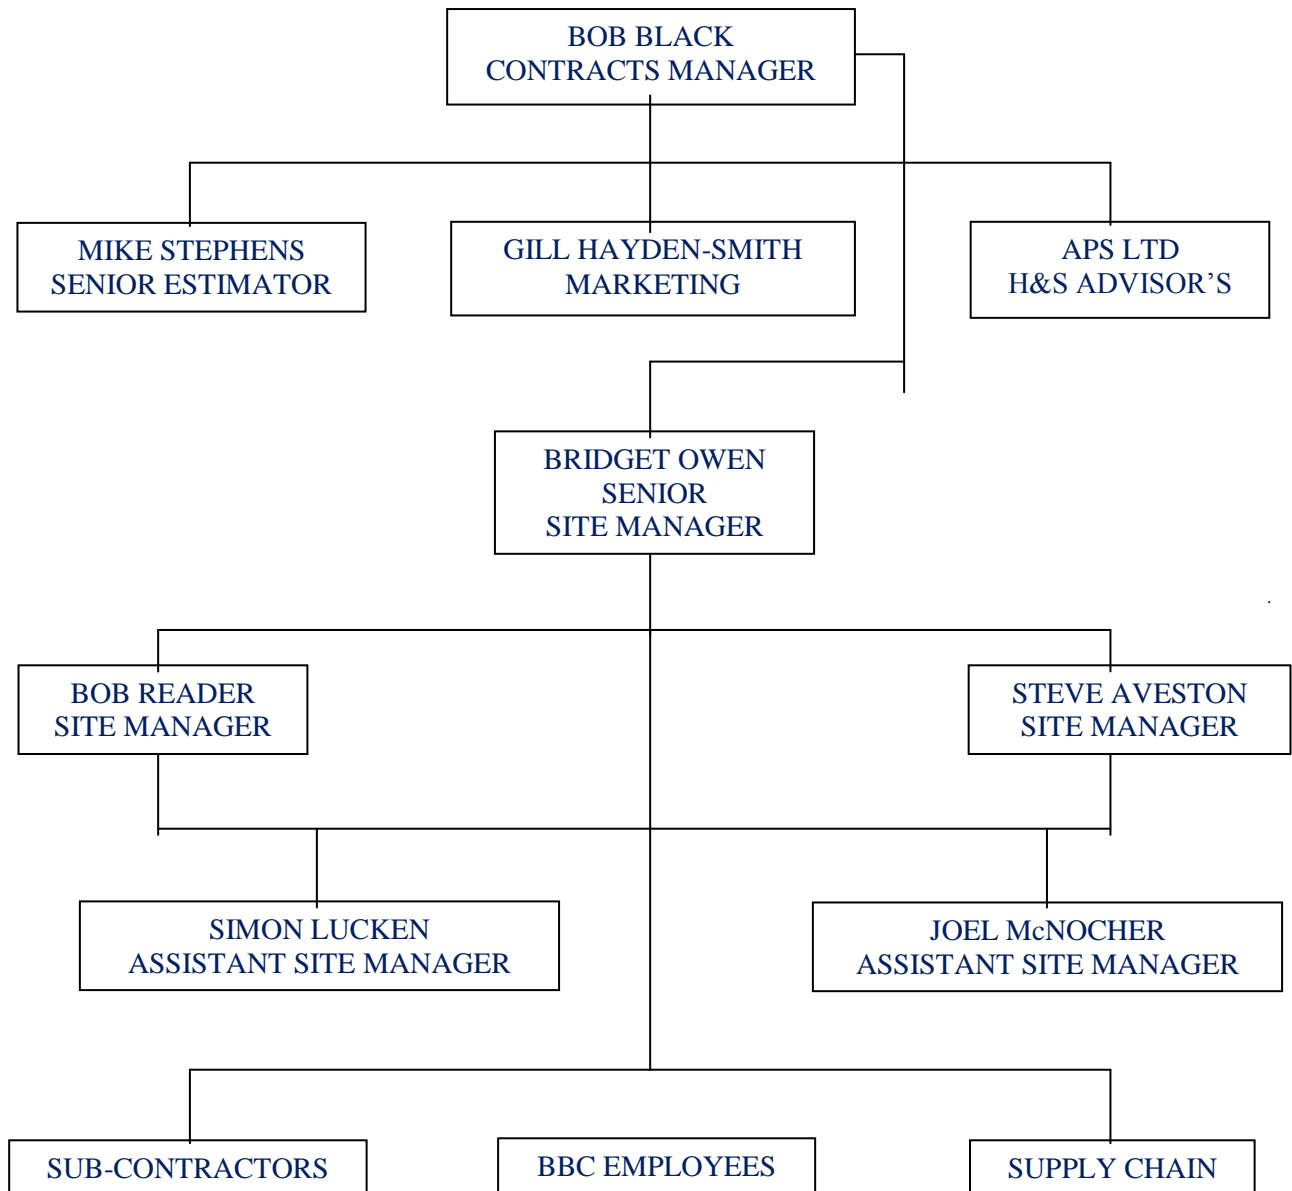 BOB BLACK
CONTRACTS MANAGER
MIKE STEPHENS
SENIOR ESTIMATOR
GILL HAYDEN-SMITH
MARKETING
APS LTD
H&S ADVISOR’S
BRIDGET OWEN
SENIOR
SITE MANAGER
BOB READER
SITE MANAGER
STEVE AVESTON
SITE MANAGER
SIMON LUCKEN
ASSISTANT SITE MANAGER
JOEL McNOCHER
ASSISTANT SITE MANAGER
SUB-CONTRACTORS
BBC EMPLOYEES
SUPPLY CHAIN